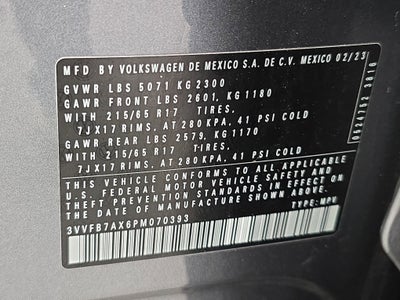 MFD BY VOLKSWAGEN DE MEXICO S.A. DE C.V. MEXICO 02/23
GVWR LBS 5071 KG 2300
GAWR FRONT LBS 2601, KG 1180
WITH 215/65 R17 TIRES,
7JX17 RIMS, AT 280 KPA, 41 PSI COLD
GAWR REAR LBS 2579, KG 1170
WITH 215/65 R17 TIRES,
7JX17 RIMS, AT 280 KPA, 41 PSI COLD
THIS VEHICLE CONFORMS TO ALL APPLICABLE
U.S. FEDERAL MOTOR VEHICLE SAFETY AND
THEFT PREVENTION STANDARDS IN EFFECT ON
THE DATE OF MANUFACTURE SHOWN ABOVE.
3VVFB7AX6PM070393 TYPE: MPV